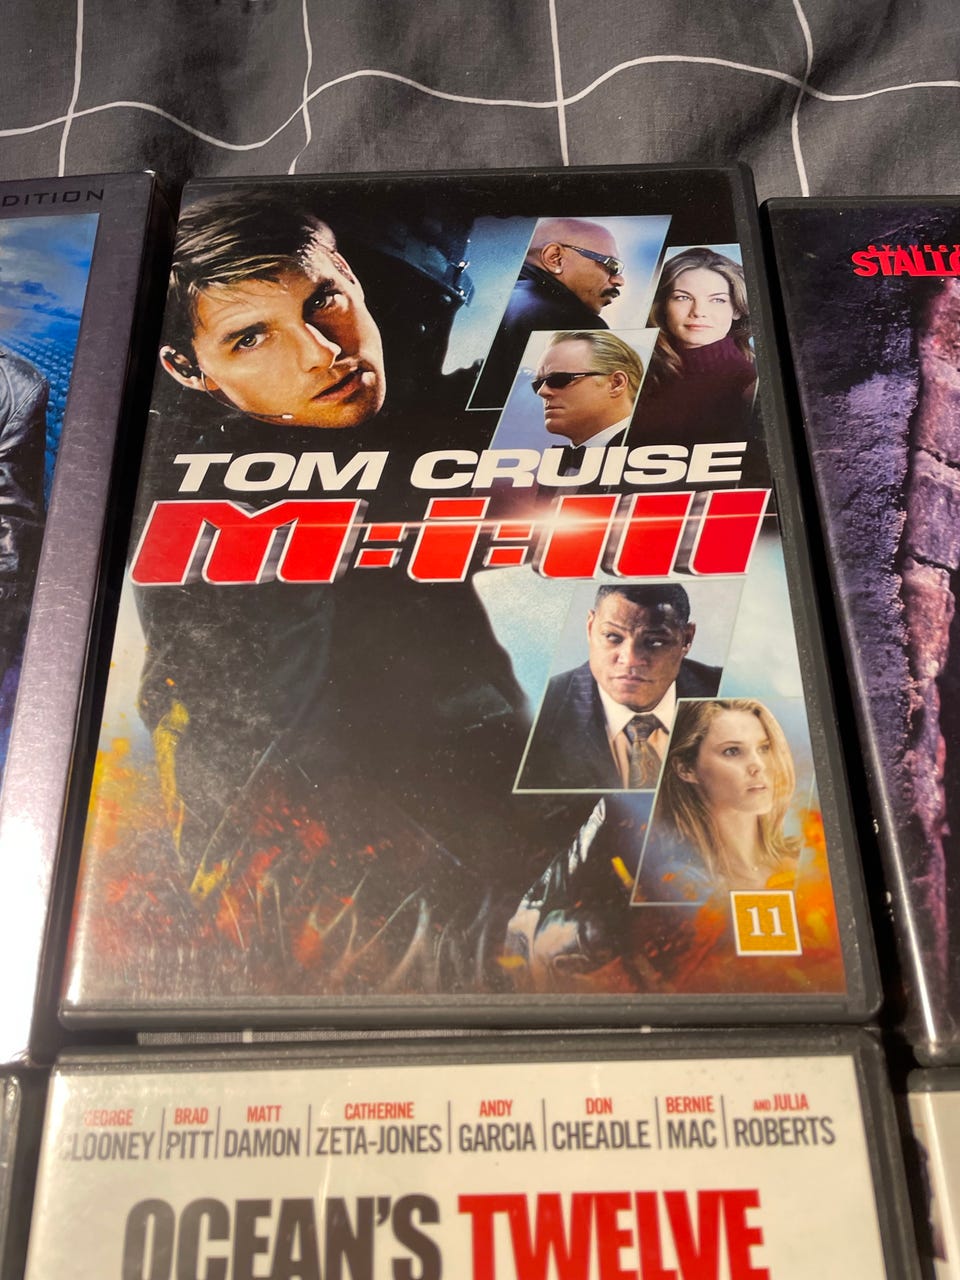 DITION
SYLVEST
STALLO
TOM CRUISE
M:i:III
11
GEORGE CLOONEY
BRAD PITT
MATT DAMON
CATHERINE ZETA-JONES
ANDY GARCIA
DON CHEADLE
BERNIE MAC
AND JULIA ROBERTS
OCEAN'S TWELVE